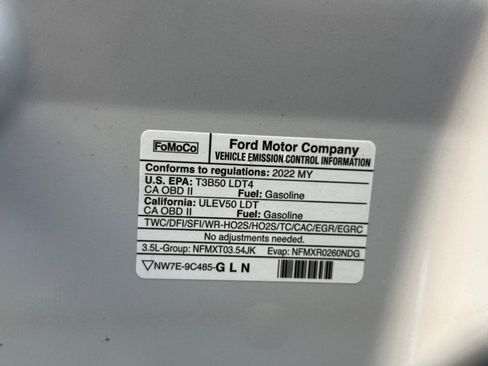 FoMoCo
Ford Motor Company
VEHICLE EMISSION CONTROL INFORMATION
Conforms to regulations: 2022 MY
U.S. EPA: T3B50 LDT4
CA OBD II Fuel: Gasoline
California: ULEV50 LDT
CA OBD II Fuel: Gasoline
TWC/DFI/SFI/WR-HO2S/HO2S/TC/CAC/EGR/EGRC
No adjustments needed.
3.5L-Group: NFMXT03.54JK Evap: NFMXR0260NDG
NW7E-9C485-GLN